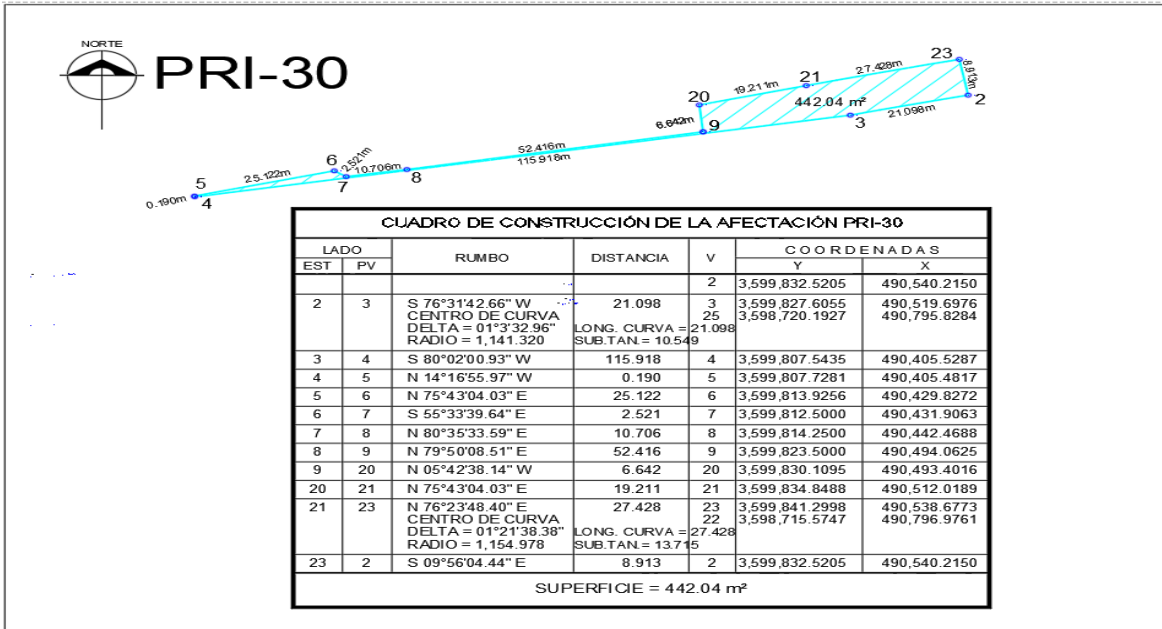 NORTE
PRI-30
23
27.428m
8.913m
21
19.211m
20
442.04 m²
2
21.098m
3
6.642m
9
52.416m
115.918m
6
2.521m
10.706m
8
7
25.122m
5
0.190m
4
CUADRO DE CONSTRUCCIÓN DE LA AFECTACIÓN PRI-30
LADO RUMBO DISTANCIA V COORDENADAS
EST PV Y X
2 3,599,832.5205 490,540.2150
2 3 S 76°31'42.66" W 21.098 3 3,599,827.6055 490,519.6976
CENTRO DE CURVA 25 3,598,720.1927 490,795.8284
DELTA = 01°3'32.96" LONG. CURVA = 21.098
RADIO = 1,141.320 SUB.TAN.= 10.549
3 4 S 80°02'00.93" W 115.918 4 3,599,807.5435 490,405.5287
4 5 N 14°16'55.97" W 0.190 5 3,599,807.7281 490,405.4817
5 6 N 75°43'04.03" E 25.122 6 3,599,813.9256 490,429.8272
6 7 S 55°33'39.64" E 2.521 7 3,599,812.5000 490,431.9063
7 8 N 80°35'33.59" E 10.706 8 3,599,814.2500 490,442.4688
8 9 N 79°50'08.51" E 52.416 9 3,599,823.5000 490,494.0625
9 20 N 05°42'38.14" W 6.642 20 3,599,830.1095 490,493.4016
20 21 N 75°43'04.03" E 19.211 21 3,599,834.8488 490,512.0189
21 23 N 76°23'48.40" E 27.428 23 3,599,841.2998 490,538.6773
CENTRO DE CURVA 22 3,598,715.5747 490,796.9761
DELTA = 01°21'38.38" LONG. CURVA = 27.428
RADIO = 1,154.978 SUB.TAN.= 13.715
23 2 S 09°56'04.44" E 8.913 2 3,599,832.5205 490,540.2150
SUPERFICIE = 442.04 m²